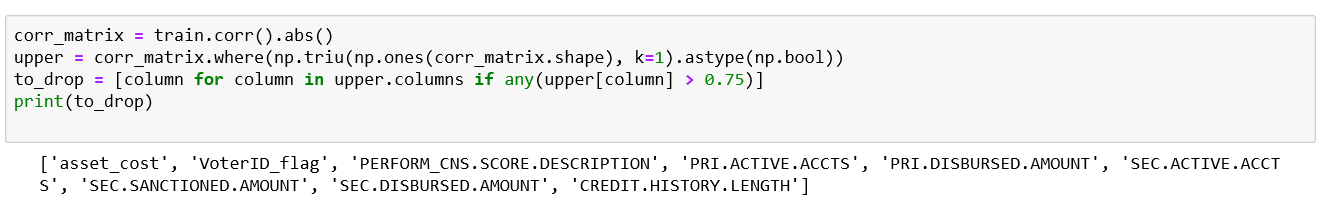 corr_matrix = train.corr().abs()
upper = corr_matrix.where(np.triu(np.ones(corr_matrix.shape), k=1).astype(np.bool))
to_drop = [column for column in upper.columns if any(upper[column] > 0.75)]
print(to_drop)
['asset_cost', 'VoterID_flag', 'PERFORM_CNS.SCORE.DESCRIPTION', 'PRI.ACTIVE.ACCTS', 'PRI.DISBURSED.AMOUNT', 'SEC.ACTIVE.ACCT
S', 'SEC.SANCTIONED.AMOUNT', 'SEC.DISBURSED.AMOUNT', 'CREDIT.HISTORY.LENGTH']